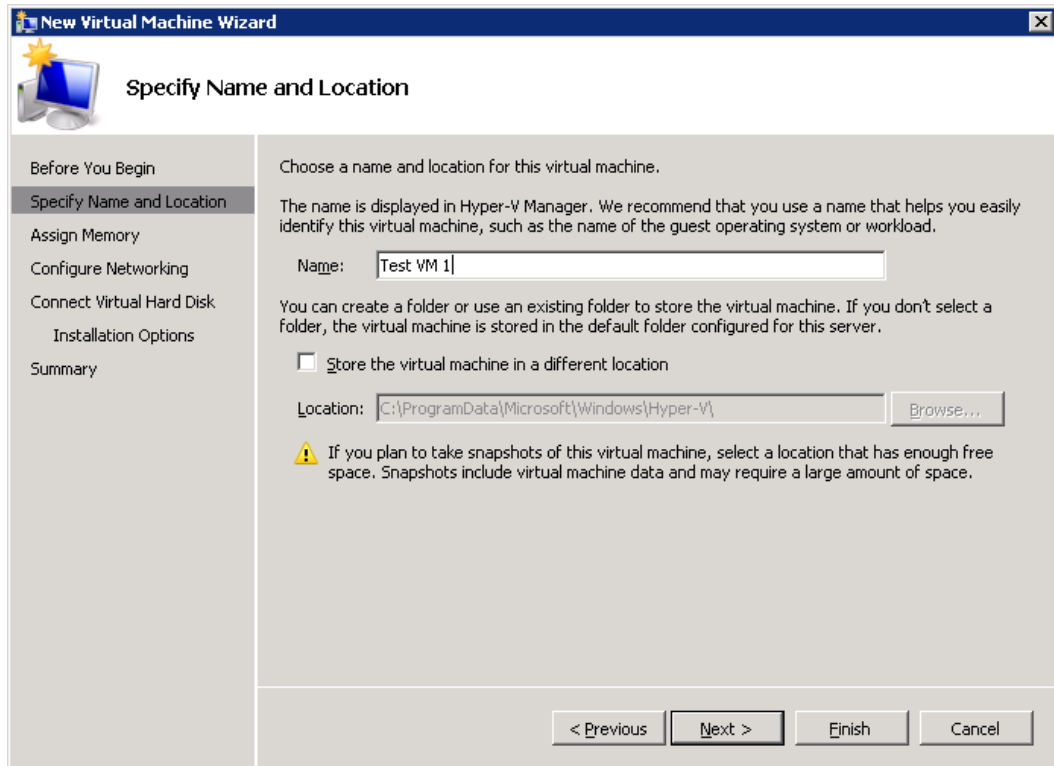 New Virtual Machine Wizard
Specify Name and Location
Before You Begin
Specify Name and Location
Assign Memory
Configure Networking
Connect Virtual Hard Disk
Installation Options
Summary
Choose a name and location for this virtual machine.
The name is displayed in Hyper-V Manager. We recommend that you use a name that helps you easily
identify this virtual machine, such as the name of the guest operating system or workload.
Name: Test VM 1
You can create a folder or use an existing folder to store the virtual machine. If you don't select a
folder, the virtual machine is stored in the default folder configured for this server.
Store the virtual machine in a different location
Location: C:\ProgramData\Microsoft\Windows\Hyper-V\ Browse...
If you plan to take snapshots of this virtual machine, select a location that has enough free
space. Snapshots include virtual machine data and may require a large amount of space.
< Previous Next > Finish Cancel